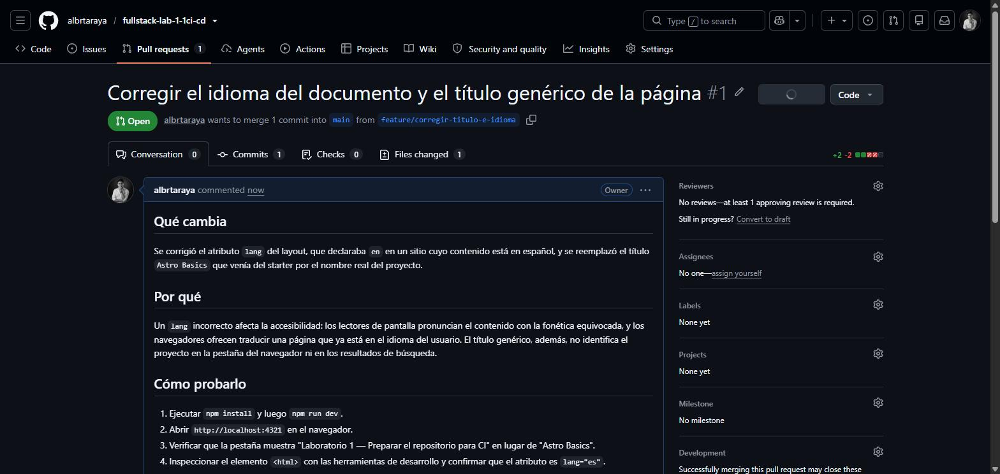 albrtaraya / fullstack-lab-1-1ci-cd
Type / to search
Code
Issues
Pull requests 1
Agents
Actions
Projects
Wiki
Security and quality
Insights
Settings
Corregir el idioma del documento y el título genérico de la página #1
Code
Open
albrtaraya wants to merge 1 commit into main from feature/corregir-titulo-e-idioma
Conversation 0
Commits 1
Checks 0
Files changed 1
+2 -2
albrtaraya commented now
Owner
Qué cambia
Se corrigió el atributo lang del layout, que declaraba en en un sitio cuyo contenido está en español, y se reemplazó el título
Astro Basics que venía del starter por el nombre real del proyecto.
Por qué
Un lang incorrecto afecta la accesibilidad: los lectores de pantalla pronuncian el contenido con la fonética equivocada, y los
navegadores ofrecen traducir una página que ya está en el idioma del usuario. El título genérico, además, no identifica el
proyecto en la pestaña del navegador ni en los resultados de búsqueda.
Cómo probarlo
1. Ejecutar npm install y luego npm run dev.
2. Abrir http://localhost:4321 en el navegador.
3. Verificar que la pestaña muestra "Laboratorio 1 — Preparar el repositorio para CI" en lugar de "Astro Basics".
4. Inspeccionar el elemento <html> con las herramientas de desarrollo y confirmar que el atributo es lang="es".
Reviewers
No reviews—at least 1 approving review is required.
Still in progress? Convert to draft
Assignees
No one—assign yourself
Labels
None yet
Projects
None yet
Milestone
No milestone
Development
Successfully merging this pull request may close these